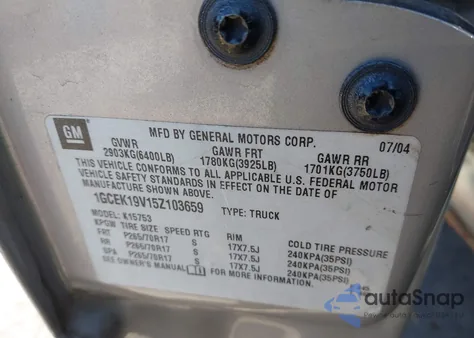 GM
MFD BY GENERAL MOTORS CORP. 07/04
GVWR GAWR FRT GAWR RR
2903KG(6400LB) 1780KG(3925LB) 1701KG(3750LB)
THIS VEHICLE CONFORMS TO ALL APPLICABLE U.S. FEDERAL MOTOR
VEHICLE SAFETY STANDARDS IN EFFECT ON THE DATE OF
MANUFACTURE SHOWN ABOVE.
1GCEK19V15Z103659 TYPE: TRUCK
MODEL: K15753
KPGW TIRE SIZE SPEED RTG RIM COLD TIRE PRESSURE
FRT P265/70R17 S 17X7.5J 240KPA(35PSI)
RR P265/70R17 S 17X7.5J 240KPA(35PSI)
SPA P265/70R17 S 17X7.5J 240KPA(35PSI)
SEE OWNER'S MANUAL FOR MORE INFORMATION.
autoSnap